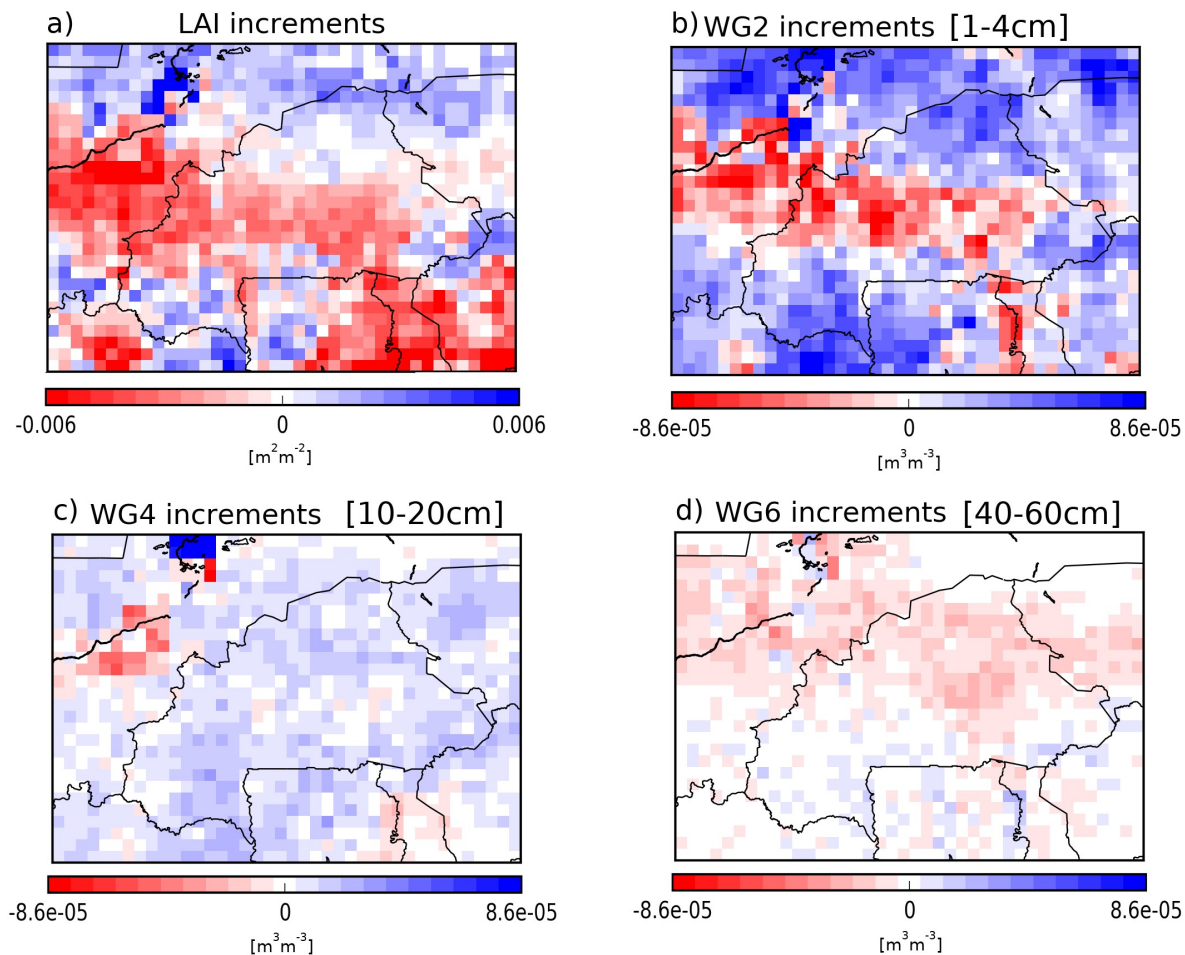 a) LAI increments
b) WG2 increments [1-4cm]
-0.006 0 0.006
[m²m⁻²]
-8.6e-05 0 8.6e-05
[m³m⁻³]
c) WG4 increments [10-20cm]
d) WG6 increments [40-60cm]
-8.6e-05 0 8.6e-05
[m³m⁻³]
-8.6e-05 0 8.6e-05
[m³m⁻³]